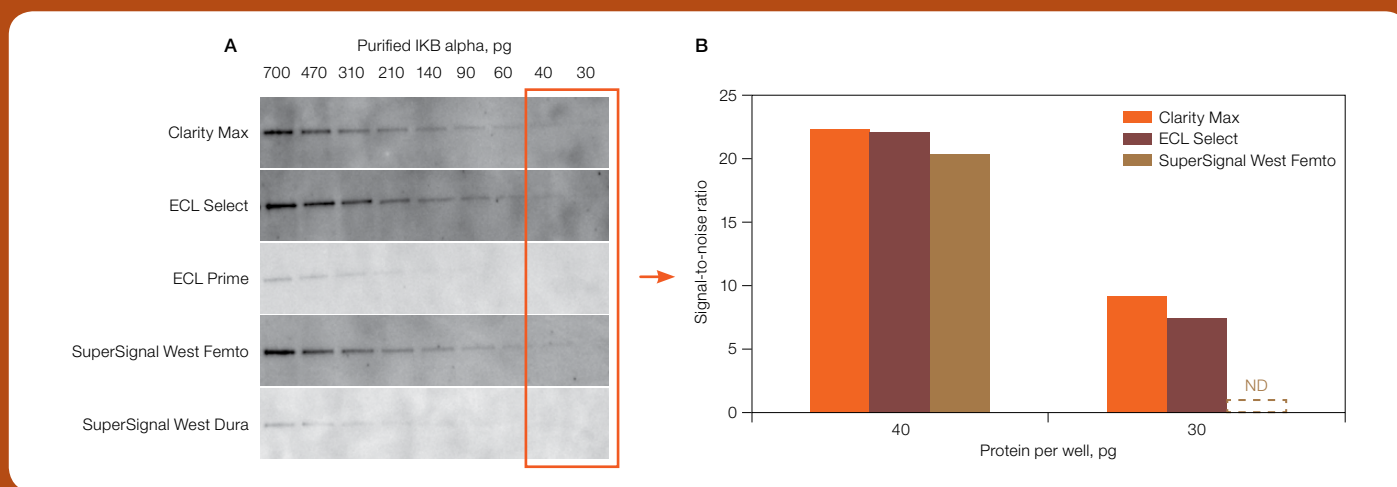 A
Purified IKB alpha, pg
700 470 310 210 140 90 60 40 30
Clarity Max
ECL Select
ECL Prime
SuperSignal West Femto
SuperSignal West Dura
B
Signal-to-noise ratio
25
20
15
10
5
0
Clarity Max
ECL Select
SuperSignal West Femto
ND
40 30
Protein per well, pg